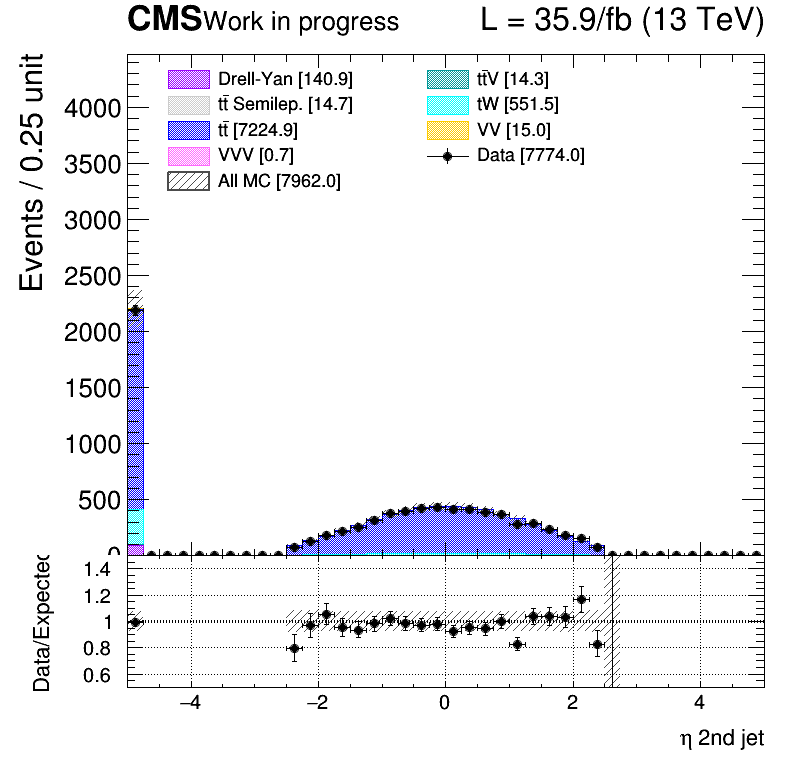 CMS Work in progress L = 35.9/fb (13 TeV)
Events / 0.25 unit
Drell-Yan [140.9]
tt̄ Semilep. [14.7]
tt̄ [7224.9]
VVV [0.7]
All MC [7962.0]
tt̄V [14.3]
tW [551.5]
VV [15.0]
Data [7774.0]
4000
3500
3000
2500
2000
1500
1000
500
0
Data/Expected
1.4
1.2
1
0.8
0.6
−4 −2 0 2 4
η 2nd jet